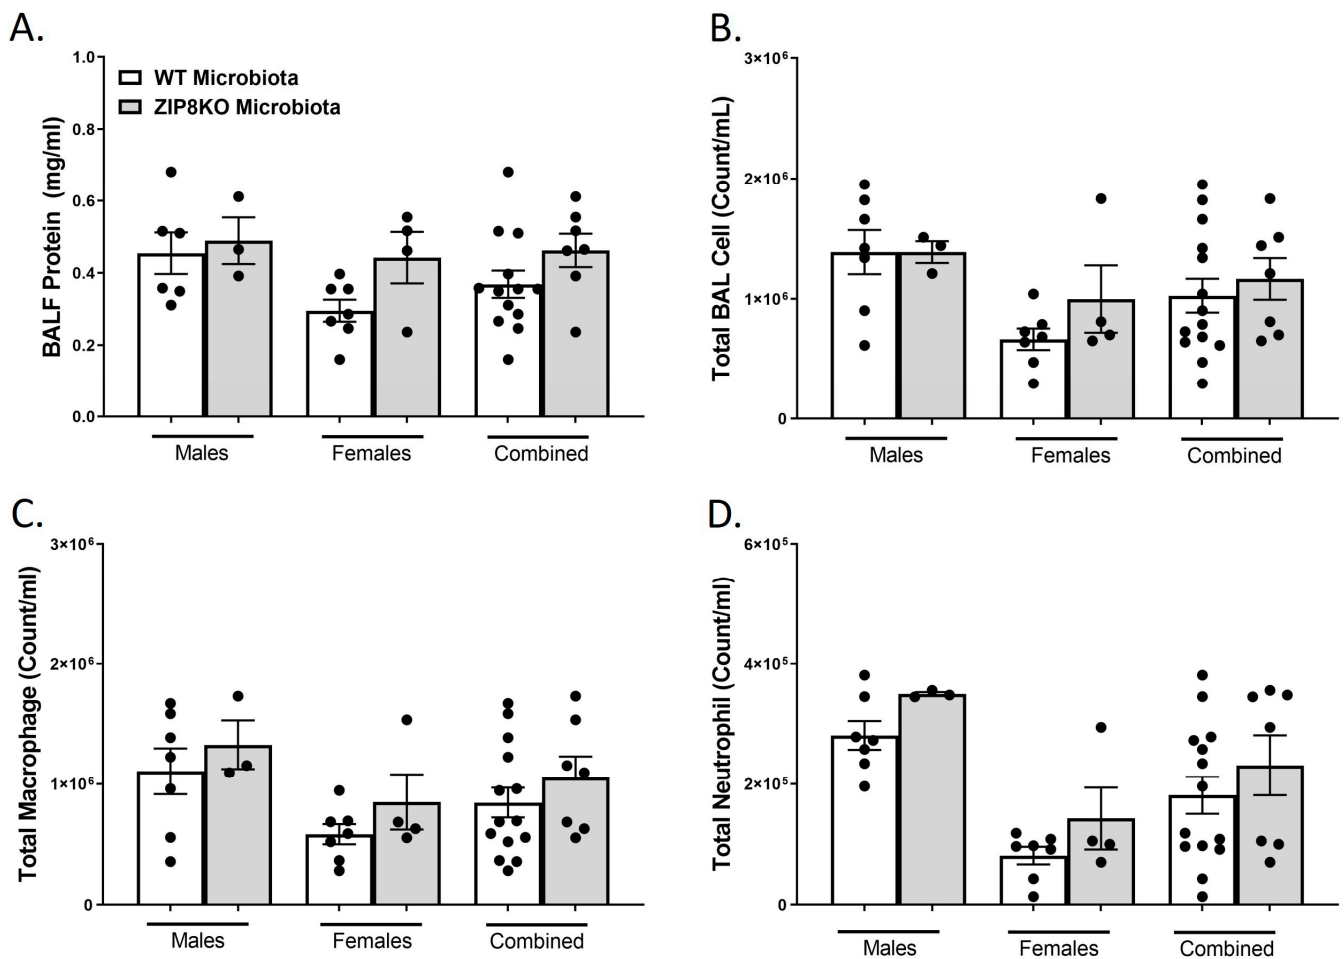 A.
BALF Protein (mg/ml)
1.0
0.8
0.6
0.4
0.2
0.0
WT Microbiota
ZIP8KO Microbiota
Males
Females
Combined
B.
Total BAL Cell (Count/mL)
3×10⁶
2×10⁶
1×10⁶
0
Males
Females
Combined
C.
Total Macrophage (Count/ml)
3×10⁶
2×10⁶
1×10⁶
0
Males
Females
Combined
D.
Total Neutrophil (Count/ml)
6×10⁵
4×10⁵
2×10⁵
0
Males
Females
Combined